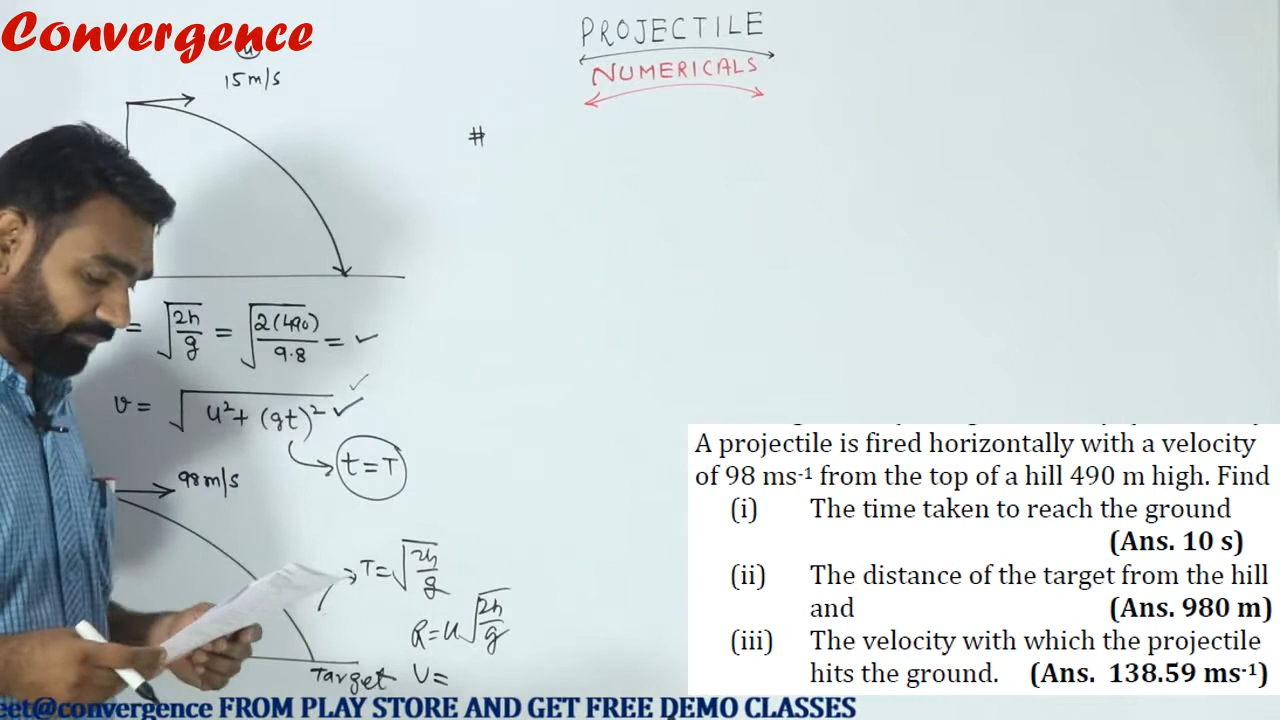 Convergence
PROJECTILE
NUMERICALS
u
15 m/s
#
= √(2h/g) = √(2(490)/9.8) = ✓
v = √(u² + (gt)²) ✓
t = T
98 m/s
T = √(2h/g)
R = u√(2h/g)
Target
V =
A projectile is fired horizontally with a velocity
of 98 ms⁻¹ from the top of a hill 490 m high. Find
(i) The time taken to reach the ground
(Ans. 10 s)
(ii) The distance of the target from the hill
and (Ans. 980 m)
(iii) The velocity with which the projectile
hits the ground. (Ans. 138.59 ms⁻¹)
eet@convergence FROM PLAY STORE AND GET FREE DEMO CLASSES